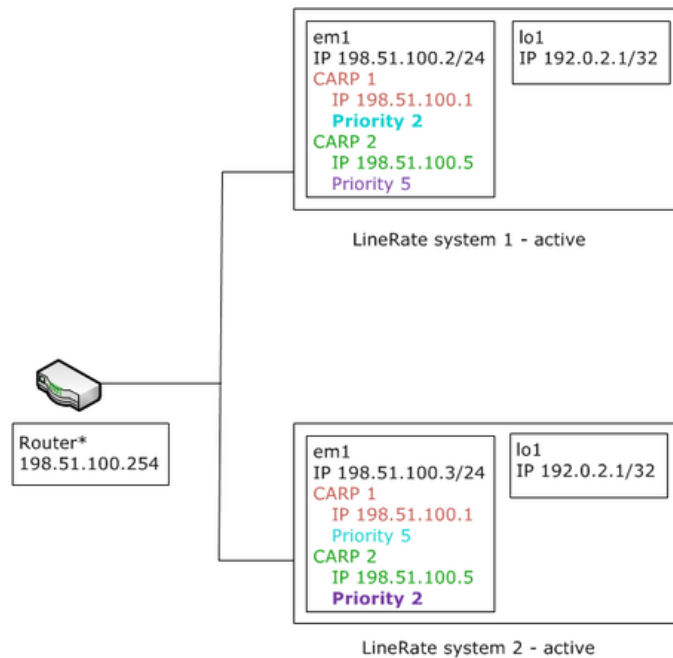 em1
IP 198.51.100.2/24
CARP 1
IP 198.51.100.1
Priority 2
CARP 2
IP 198.51.100.5
Priority 5
lo1
IP 192.0.2.1/32
LineRate system 1 - active
Router*
198.51.100.254
em1
IP 198.51.100.3/24
CARP 1
IP 198.51.100.1
Priority 5
CARP 2
IP 198.51.100.5
Priority 2
lo1
IP 192.0.2.1/32
LineRate system 2 - active